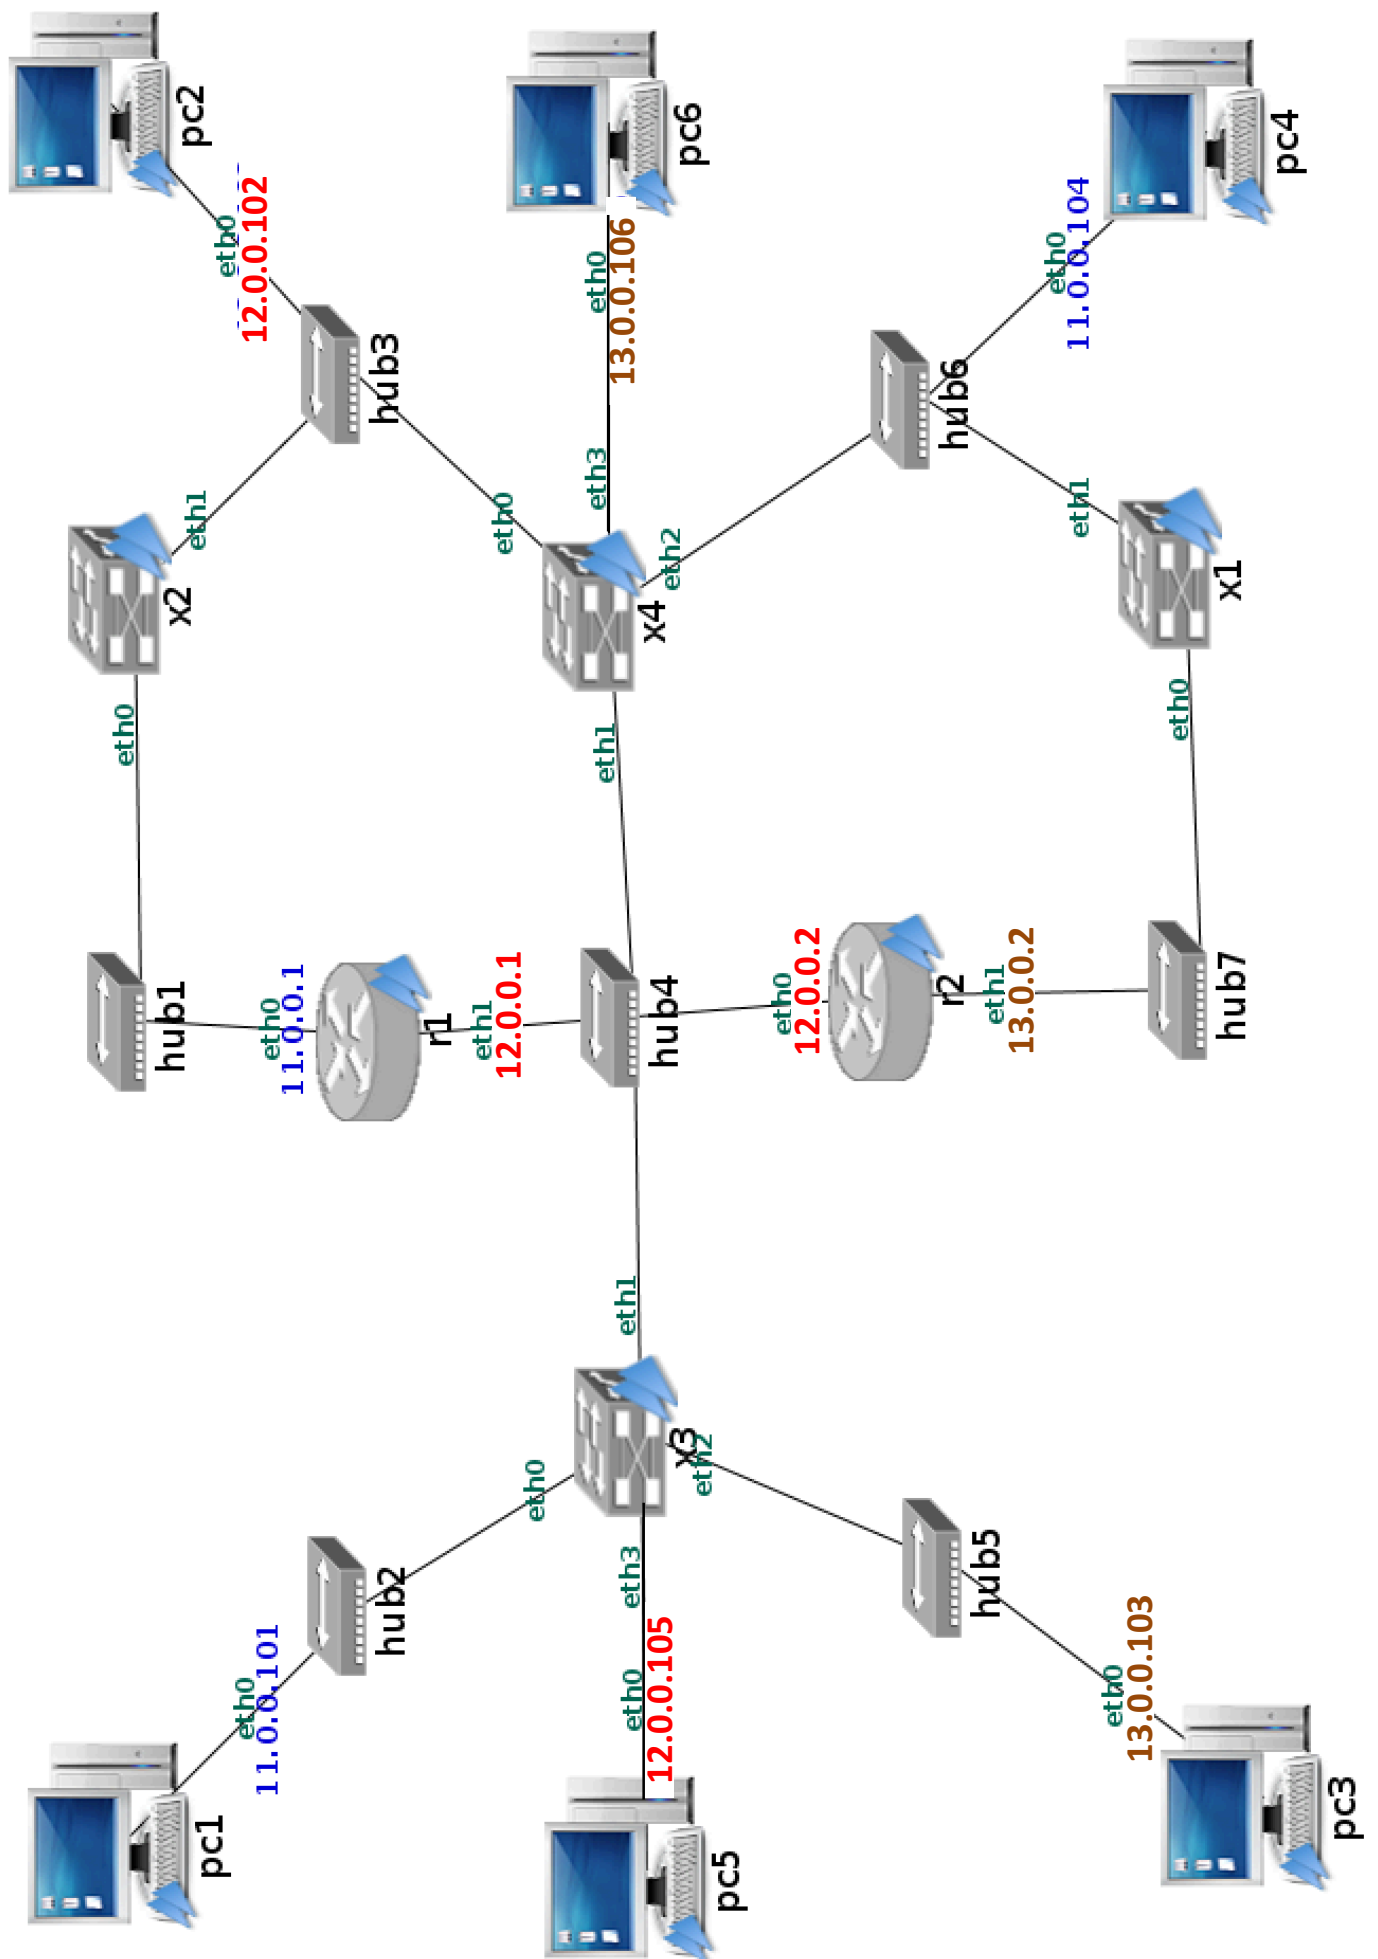 pc1
eth0
11.0.0.101
hub2
eth0
pc5
eth0
12.0.0.105
eth3
x3
eth2
eth1
hub5
pc3
eth0
13.0.0.103
hub1
eth0
11.0.0.1
r1
eth1
12.0.0.1
hub4
eth0
12.0.0.2
r2
eth1
13.0.0.2
hub7
eth0
x2
eth1
eth1
x4
eth0
eth3
eth2
eth0
x1
eth1
hub3
eth0
12.0.0.102
pc2
eth0
13.0.0.106
pc6
hub6
eth0
11.0.0.104
pc4